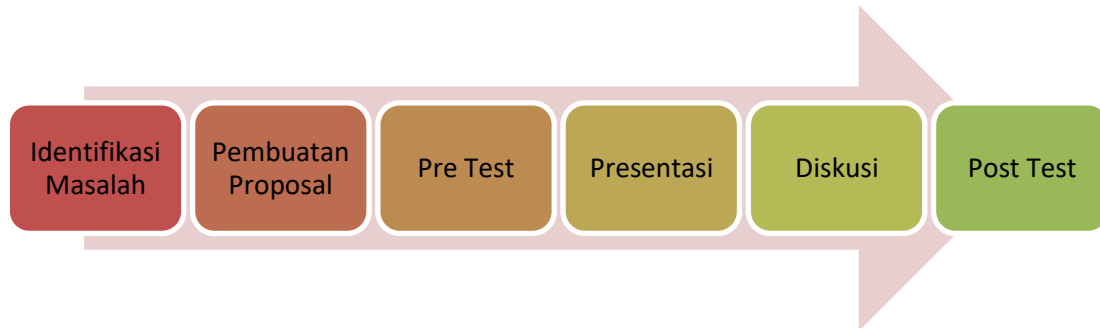 Identifikasi
Masalah
Pembuatan
Proposal
Pre Test
Presentasi
Diskusi
Post Test